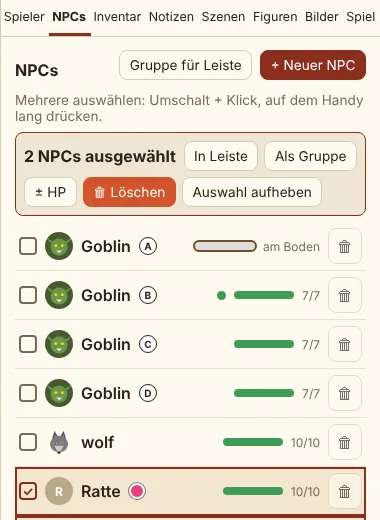 Spieler NPCs Inventar Notizen Szenen Figuren Bilder Spiel
NPCs Gruppe für Leiste + Neuer NPC
Mehrere auswählen: Umschalt + Klick, auf dem Handy
lang drücken.
2 NPCs ausgewählt In Leiste Als Gruppe
± HP Löschen Auswahl aufheben
Goblin A am Boden
Goblin B 7/7
Goblin C 7/7
Goblin D 7/7
wolf 10/10
R Ratte 10/10